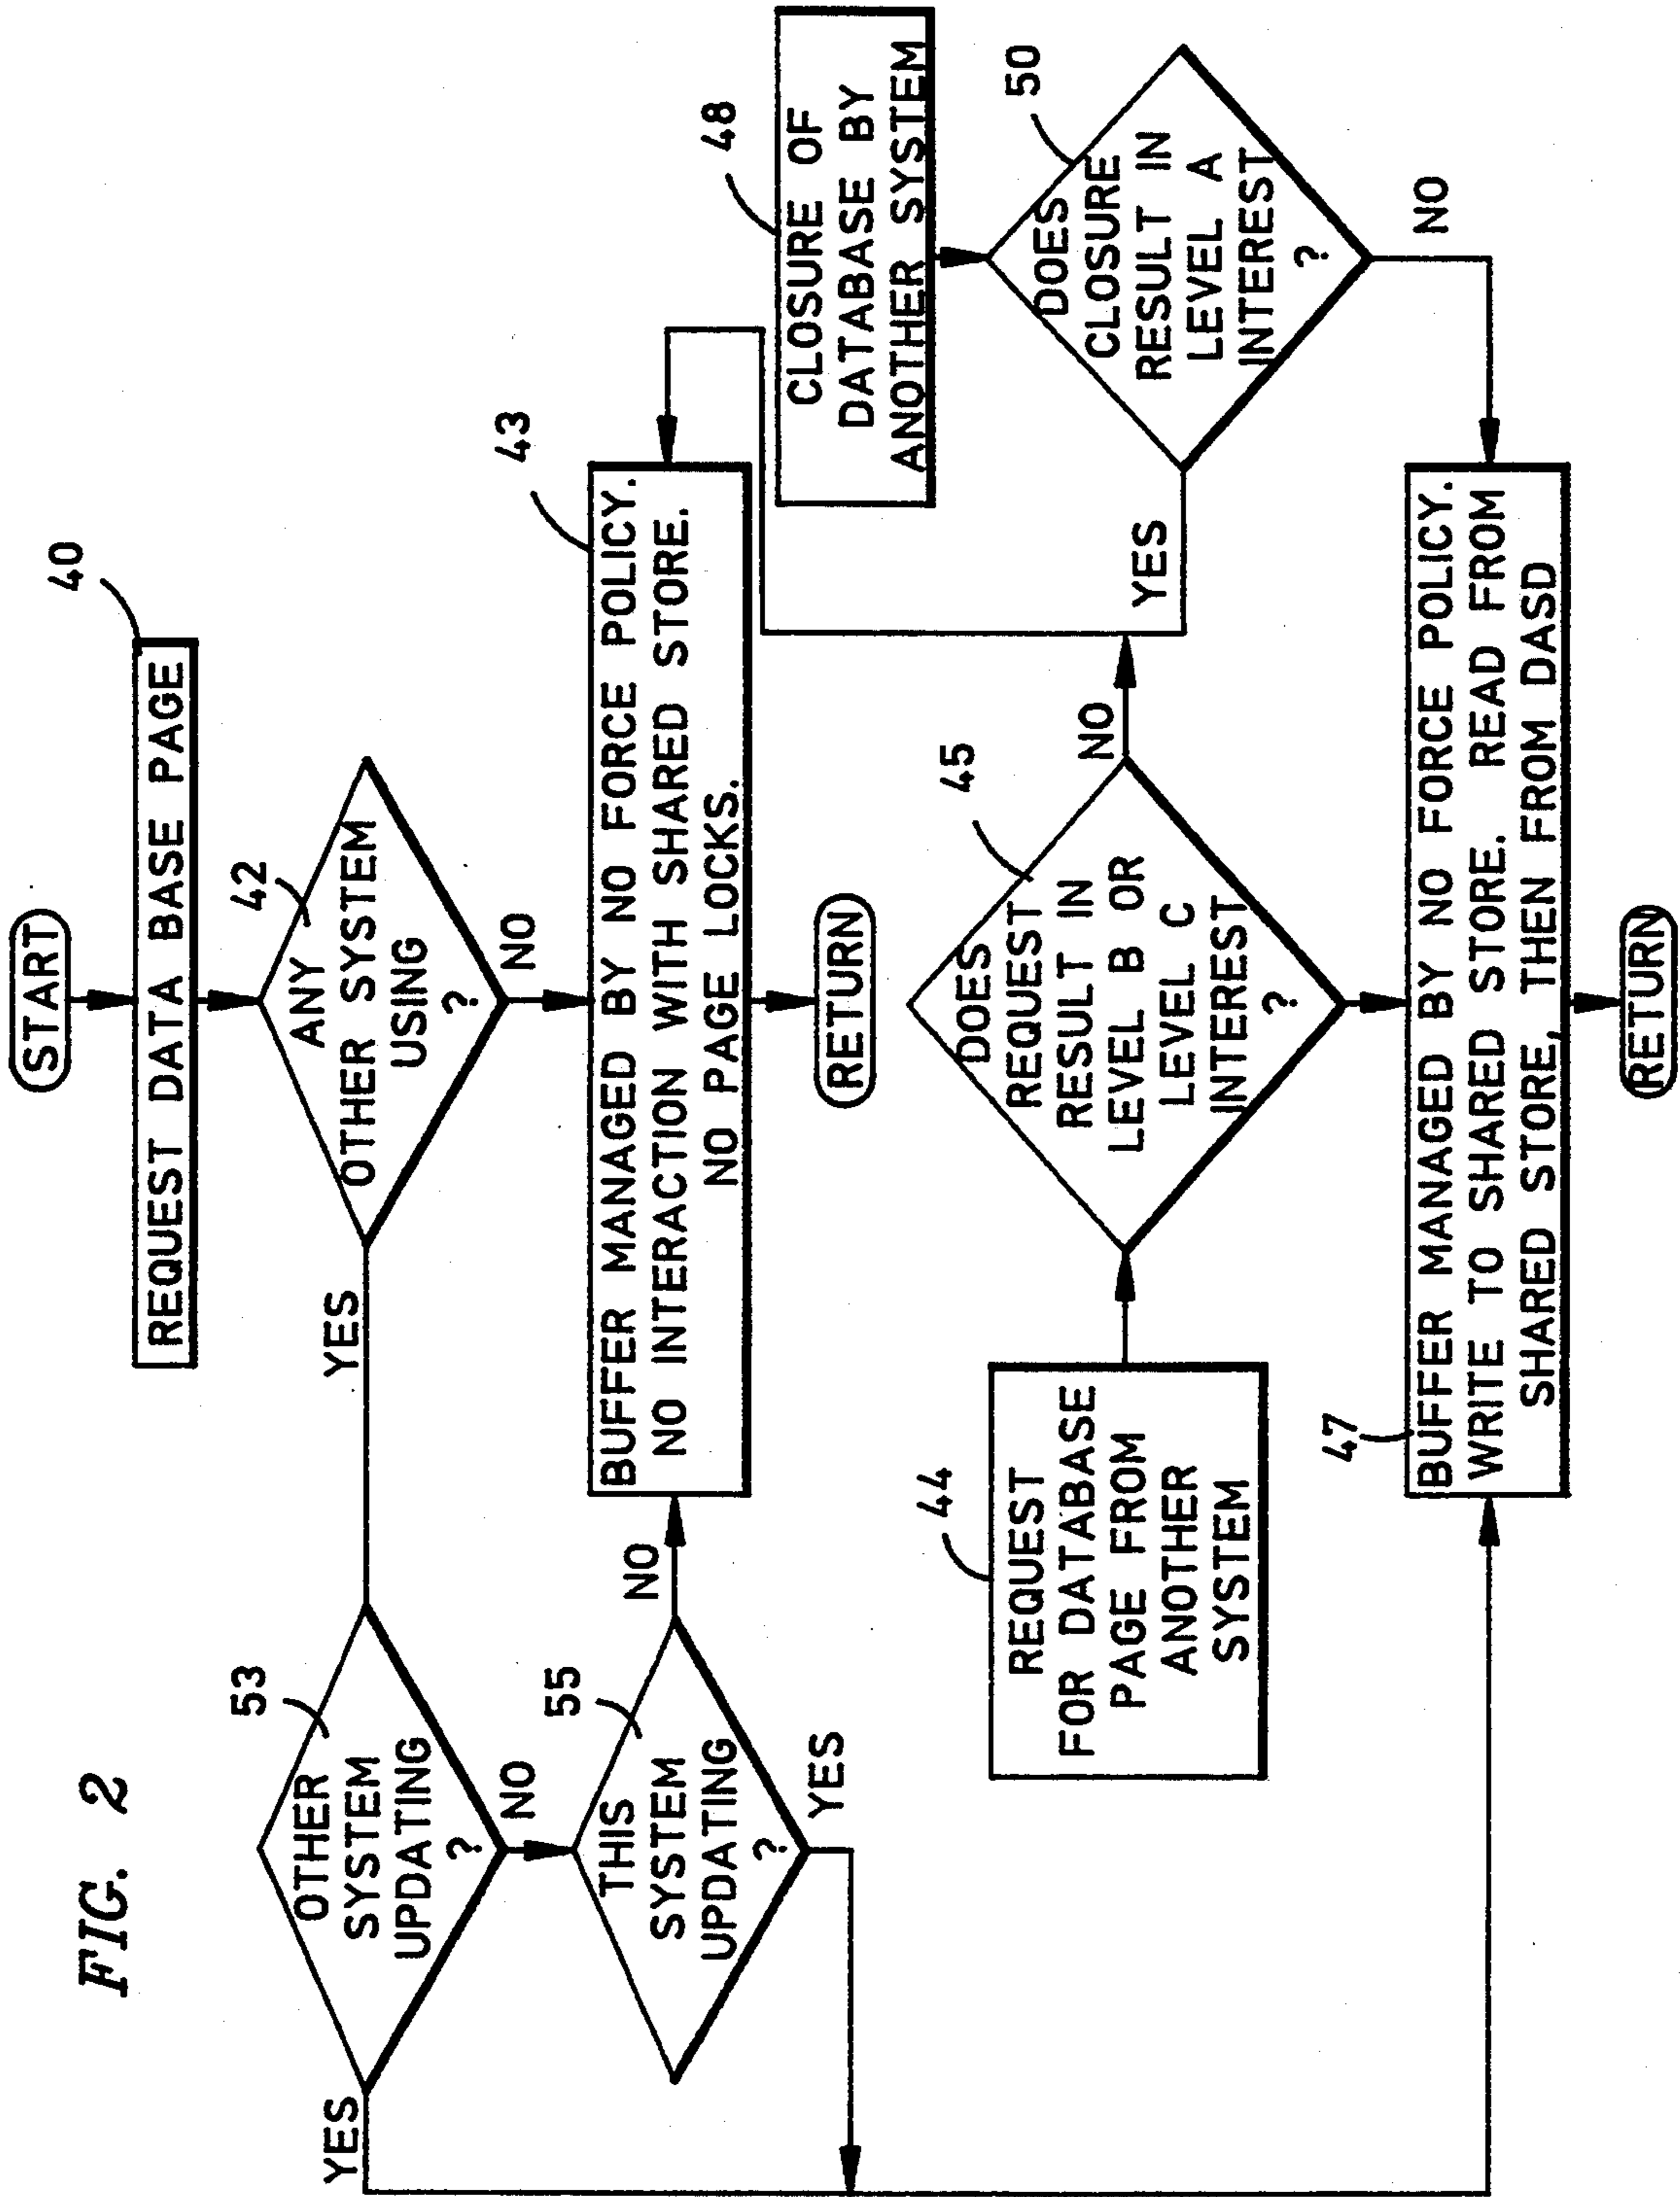 FIG. 2
START
40
REQUEST DATA BASE PAGE
42
ANY
OTHER SYSTEM
USING
?
YES
NO
53
OTHER
SYSTEM
UPDATING
?
YES
NO
55
THIS
SYSTEM
UPDATING
?
NO
YES
43
BUFFER MANAGED BY NO FORCE POLICY.
NO INTERACTION WITH SHARED STORE.
NO PAGE LOCKS.
RETURN
44
REQUEST
FOR DATABASE
PAGE FROM
ANOTHER
SYSTEM
45
DOES
REQUEST
RESULT IN
LEVEL B OR
LEVEL C
INTEREST
?
NO
48
CLOSURE OF
DATABASE BY
ANOTHER SYSTEM
50
DOES
CLOSURE
RESULT IN
LEVEL A
INTEREST
?
YES
NO
47
BUFFER MANAGED BY NO FORCE POLICY.
WRITE TO SHARED STORE. READ FROM
SHARED STORE, THEN FROM DASD
RETURN